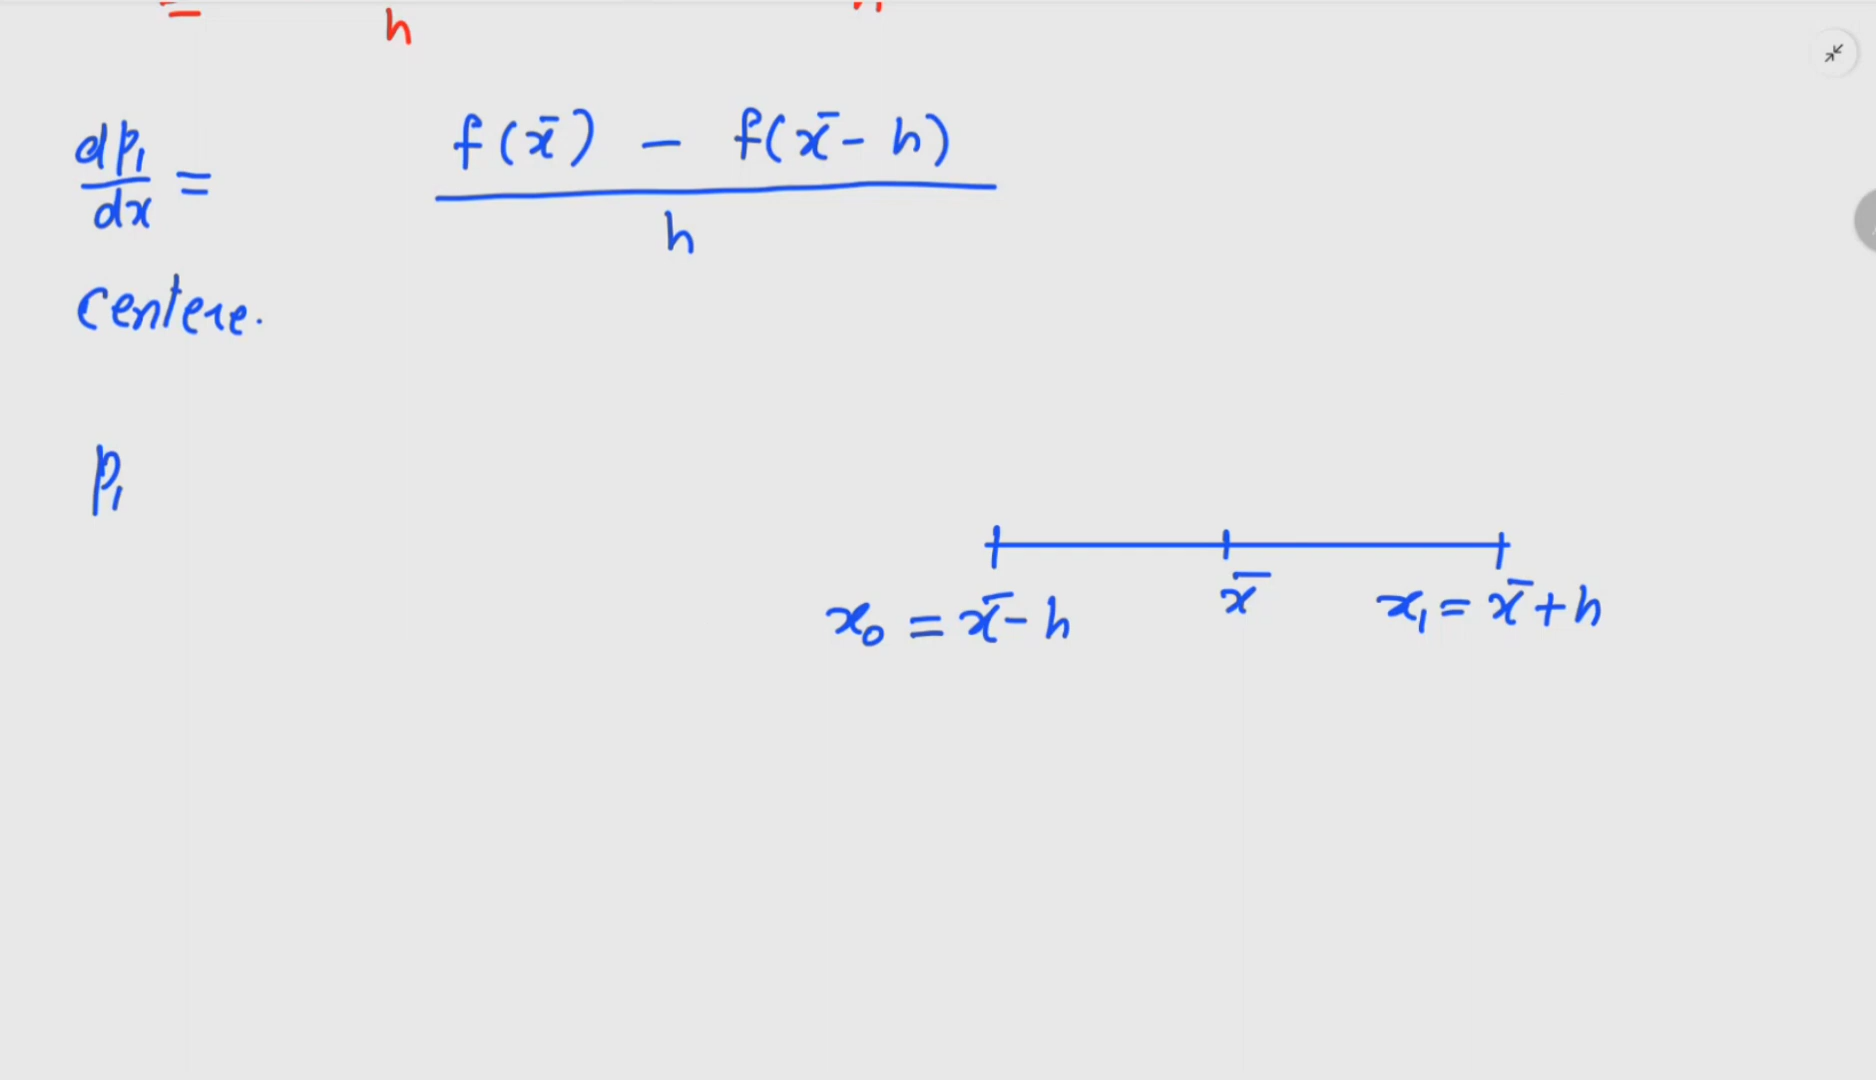 = h
dp₁/dx = (f(x̄) - f(x̄ - h))/h
centere.
p₁
x₀ = x̄ - h x̄ x₁ = x̄ + h